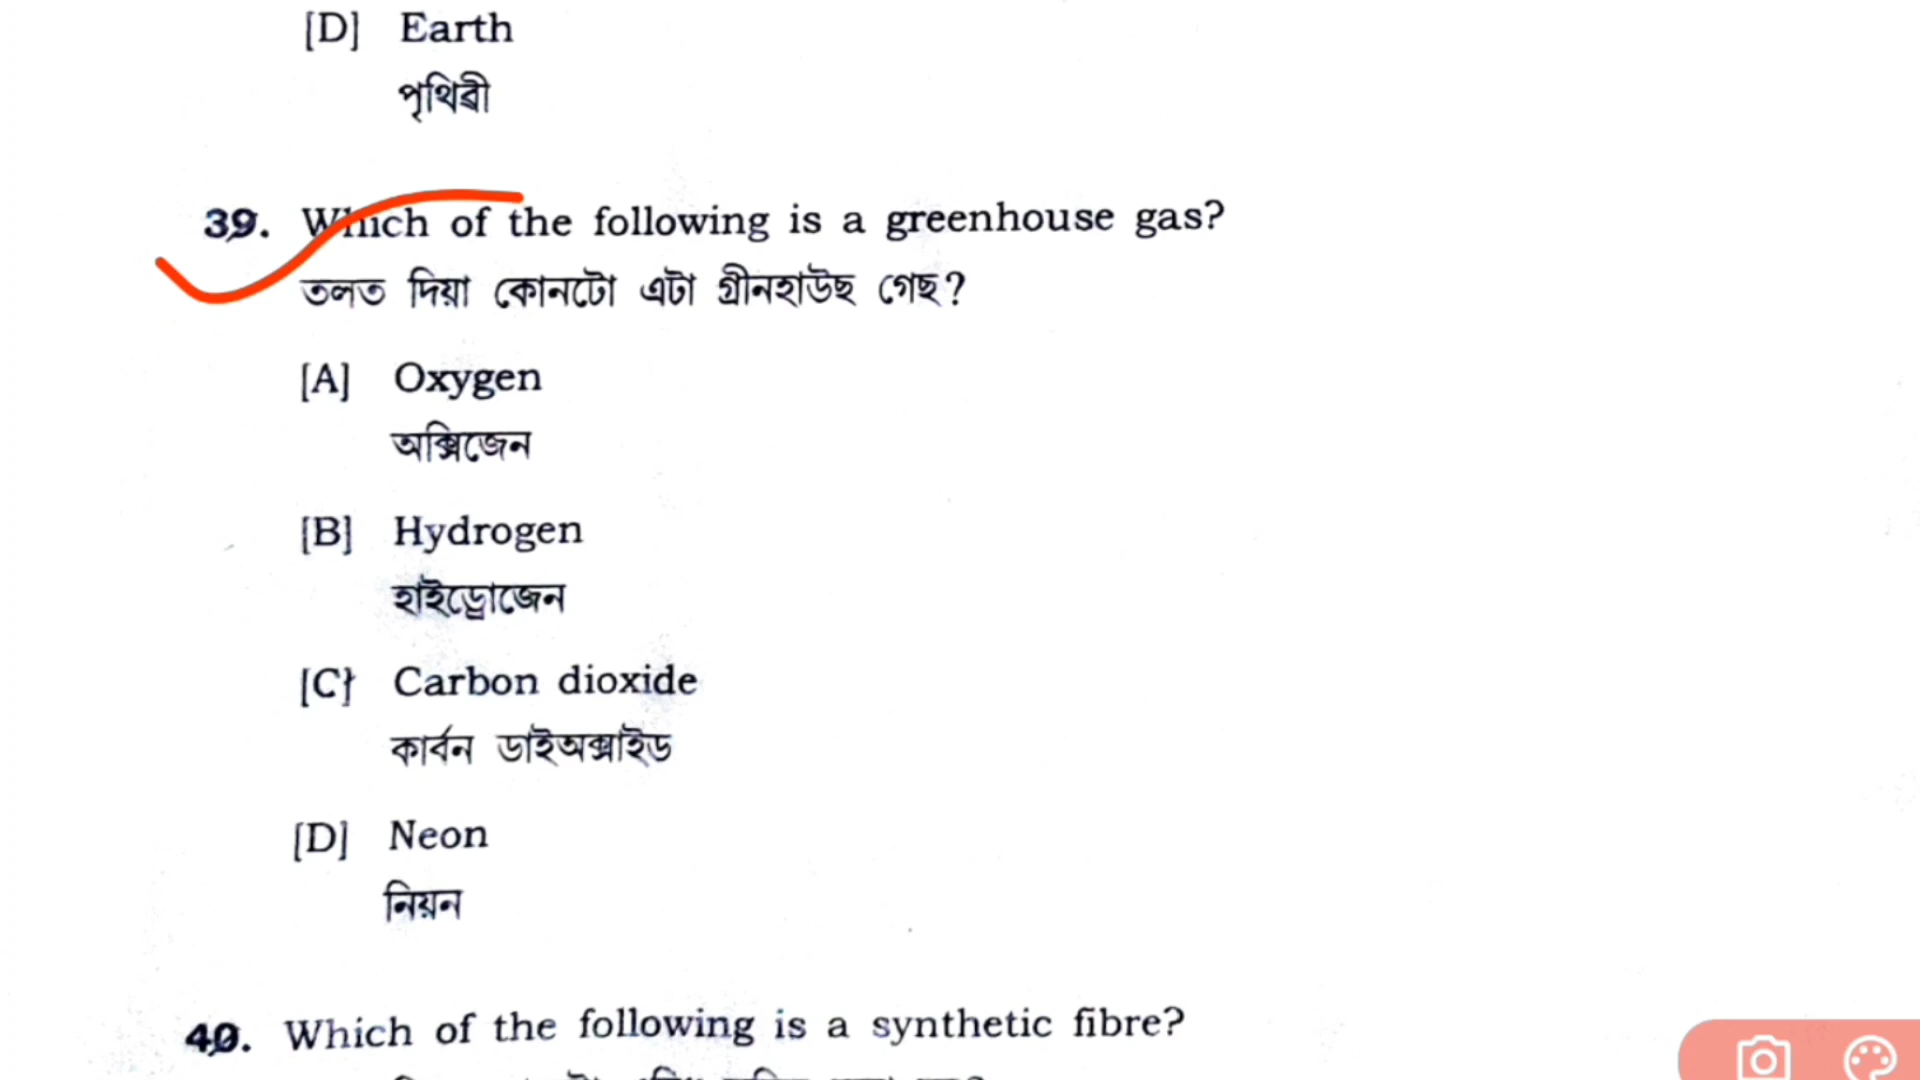 [D] Earth
পৃথিৱী
39. Which of the following is a greenhouse gas?
তলত দিয়া কোনটো এটা গ্ৰীনহাউছ গেছ?
[A] Oxygen
অক্সিজেন
[B] Hydrogen
হাইড্ৰোজেন
[C] Carbon dioxide
কাৰ্বন ডাইঅক্সাইড
[D] Neon
নিয়ন
40. Which of the following is a synthetic fibre?